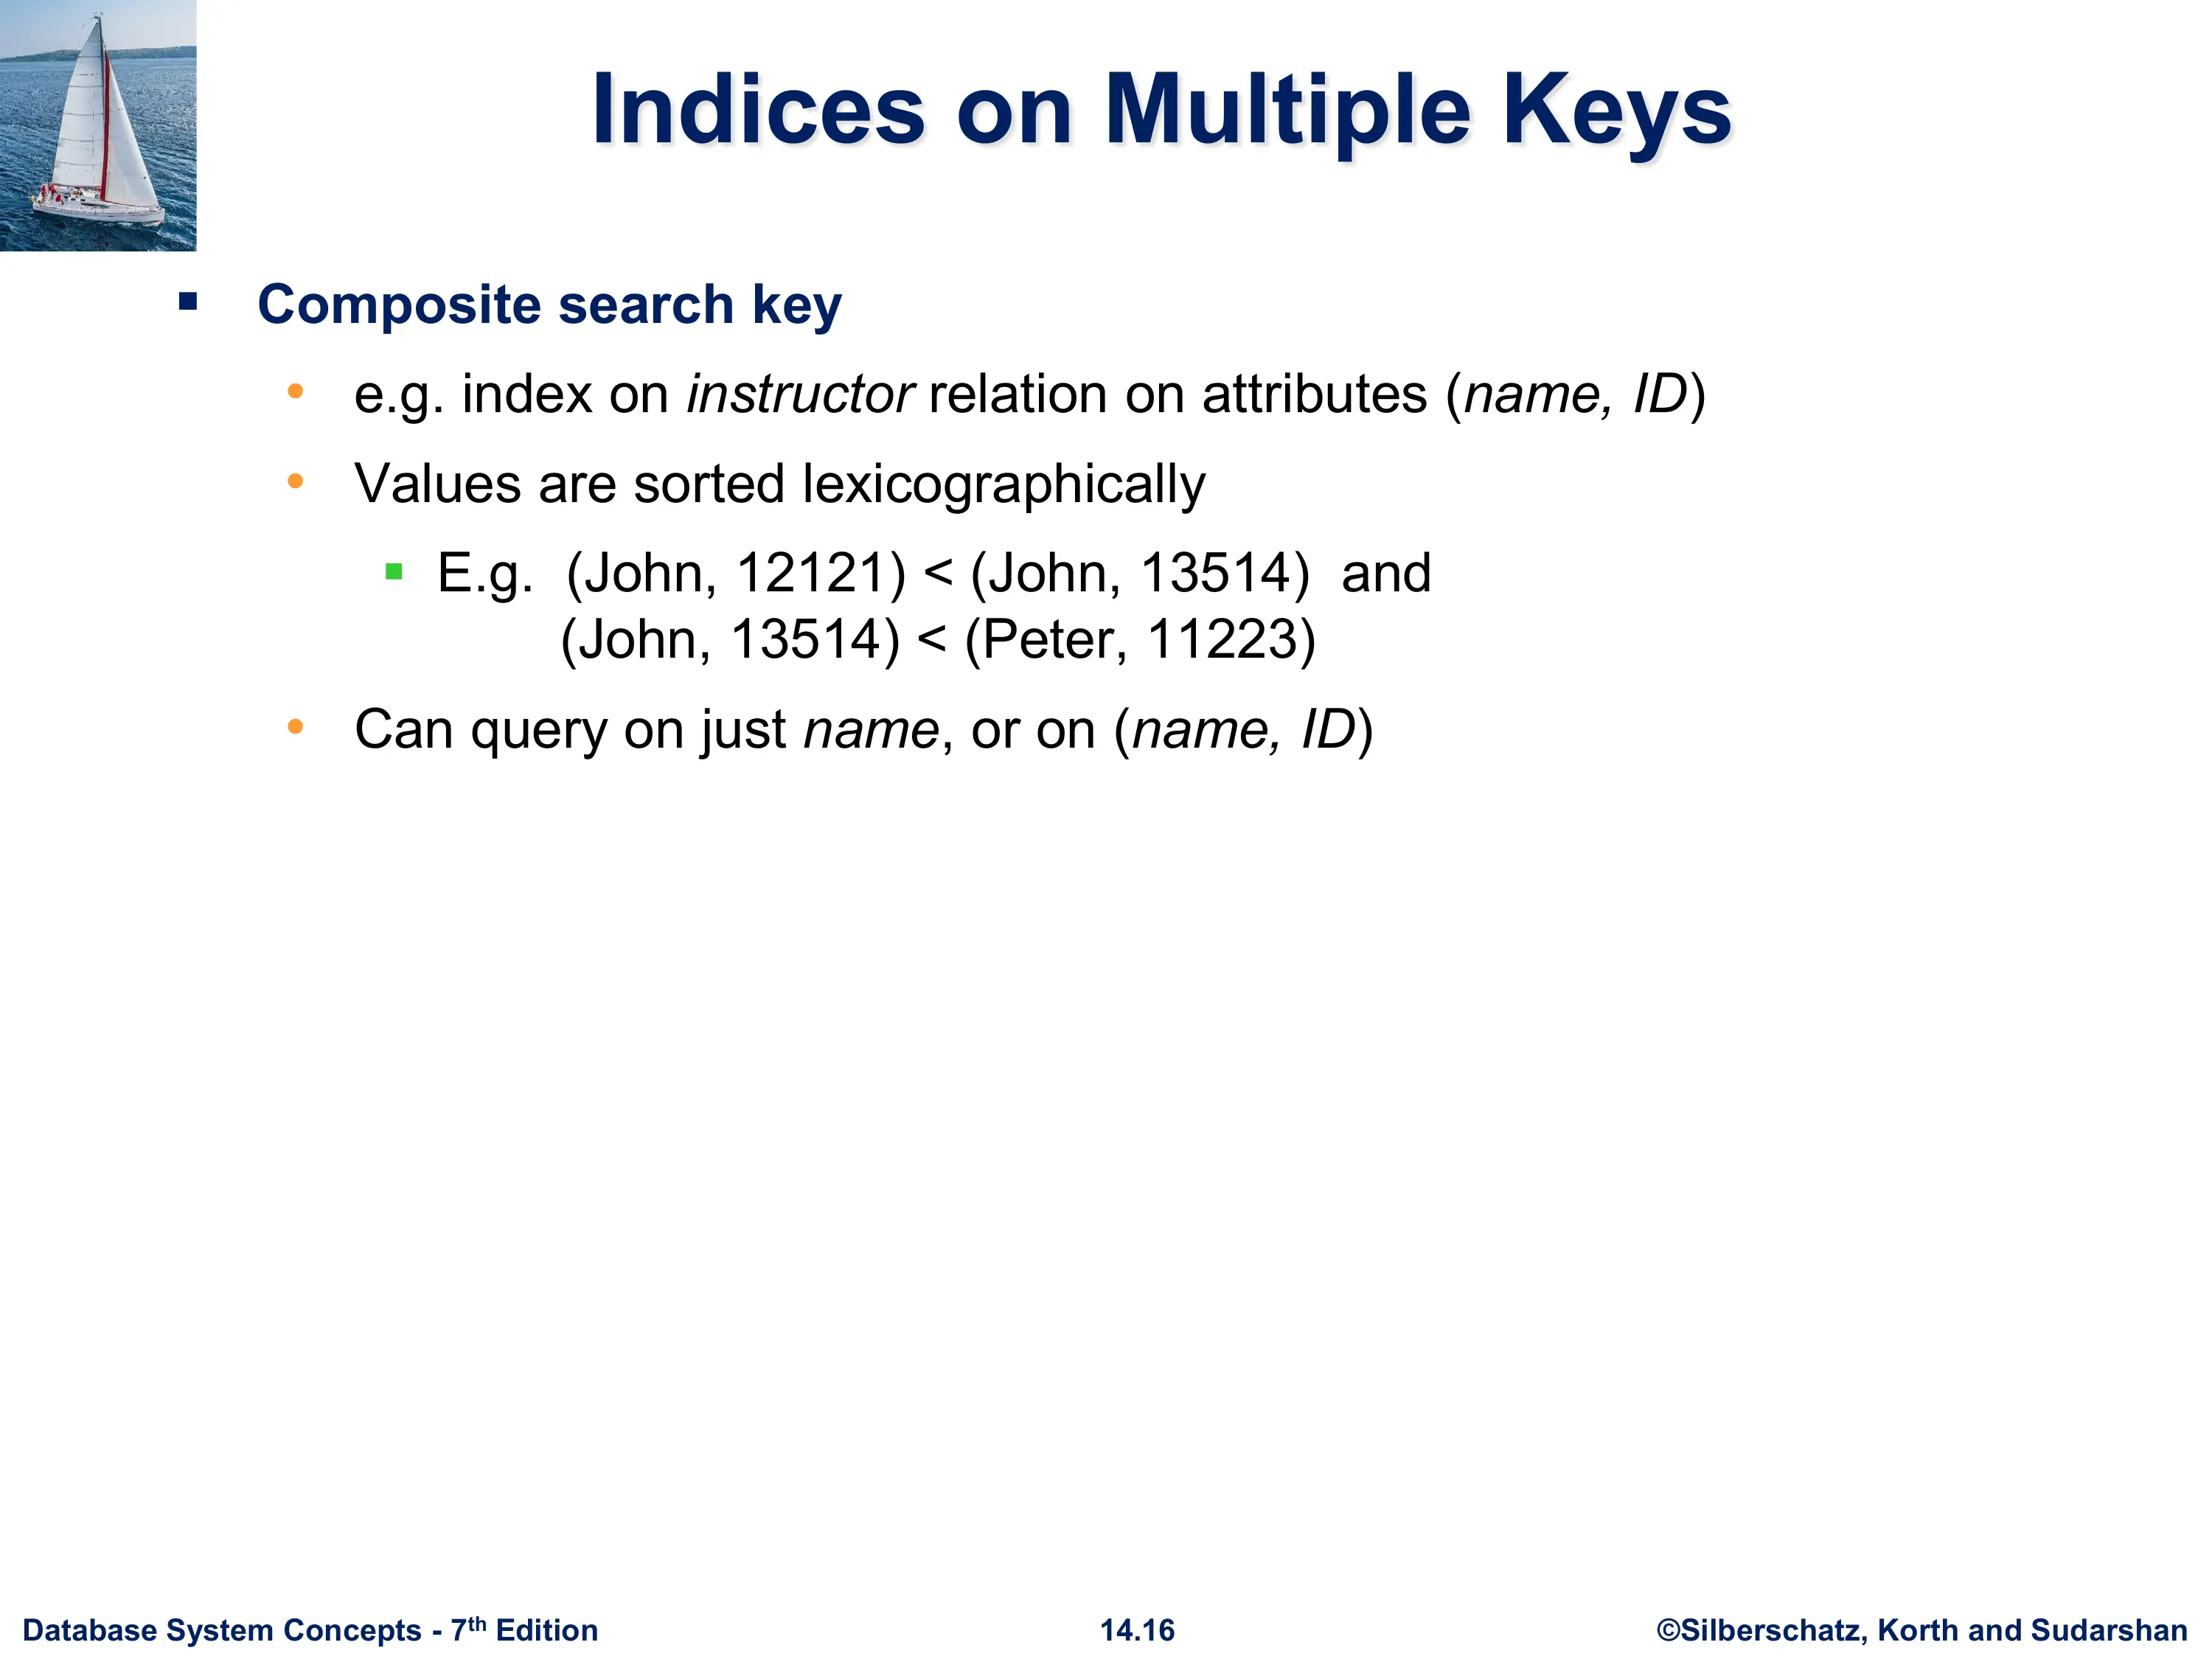 Indices on Multiple Keys
▪ Composite search key
• e.g. index on instructor relation on attributes (name, ID)
• Values are sorted lexicographically
▪ E.g. (John, 12121) < (John, 13514) and
(John, 13514) < (Peter, 11223)
• Can query on just name, or on (name, ID)
Database System Concepts - 7th Edition
14.16
©Silberschatz, Korth and Sudarshan